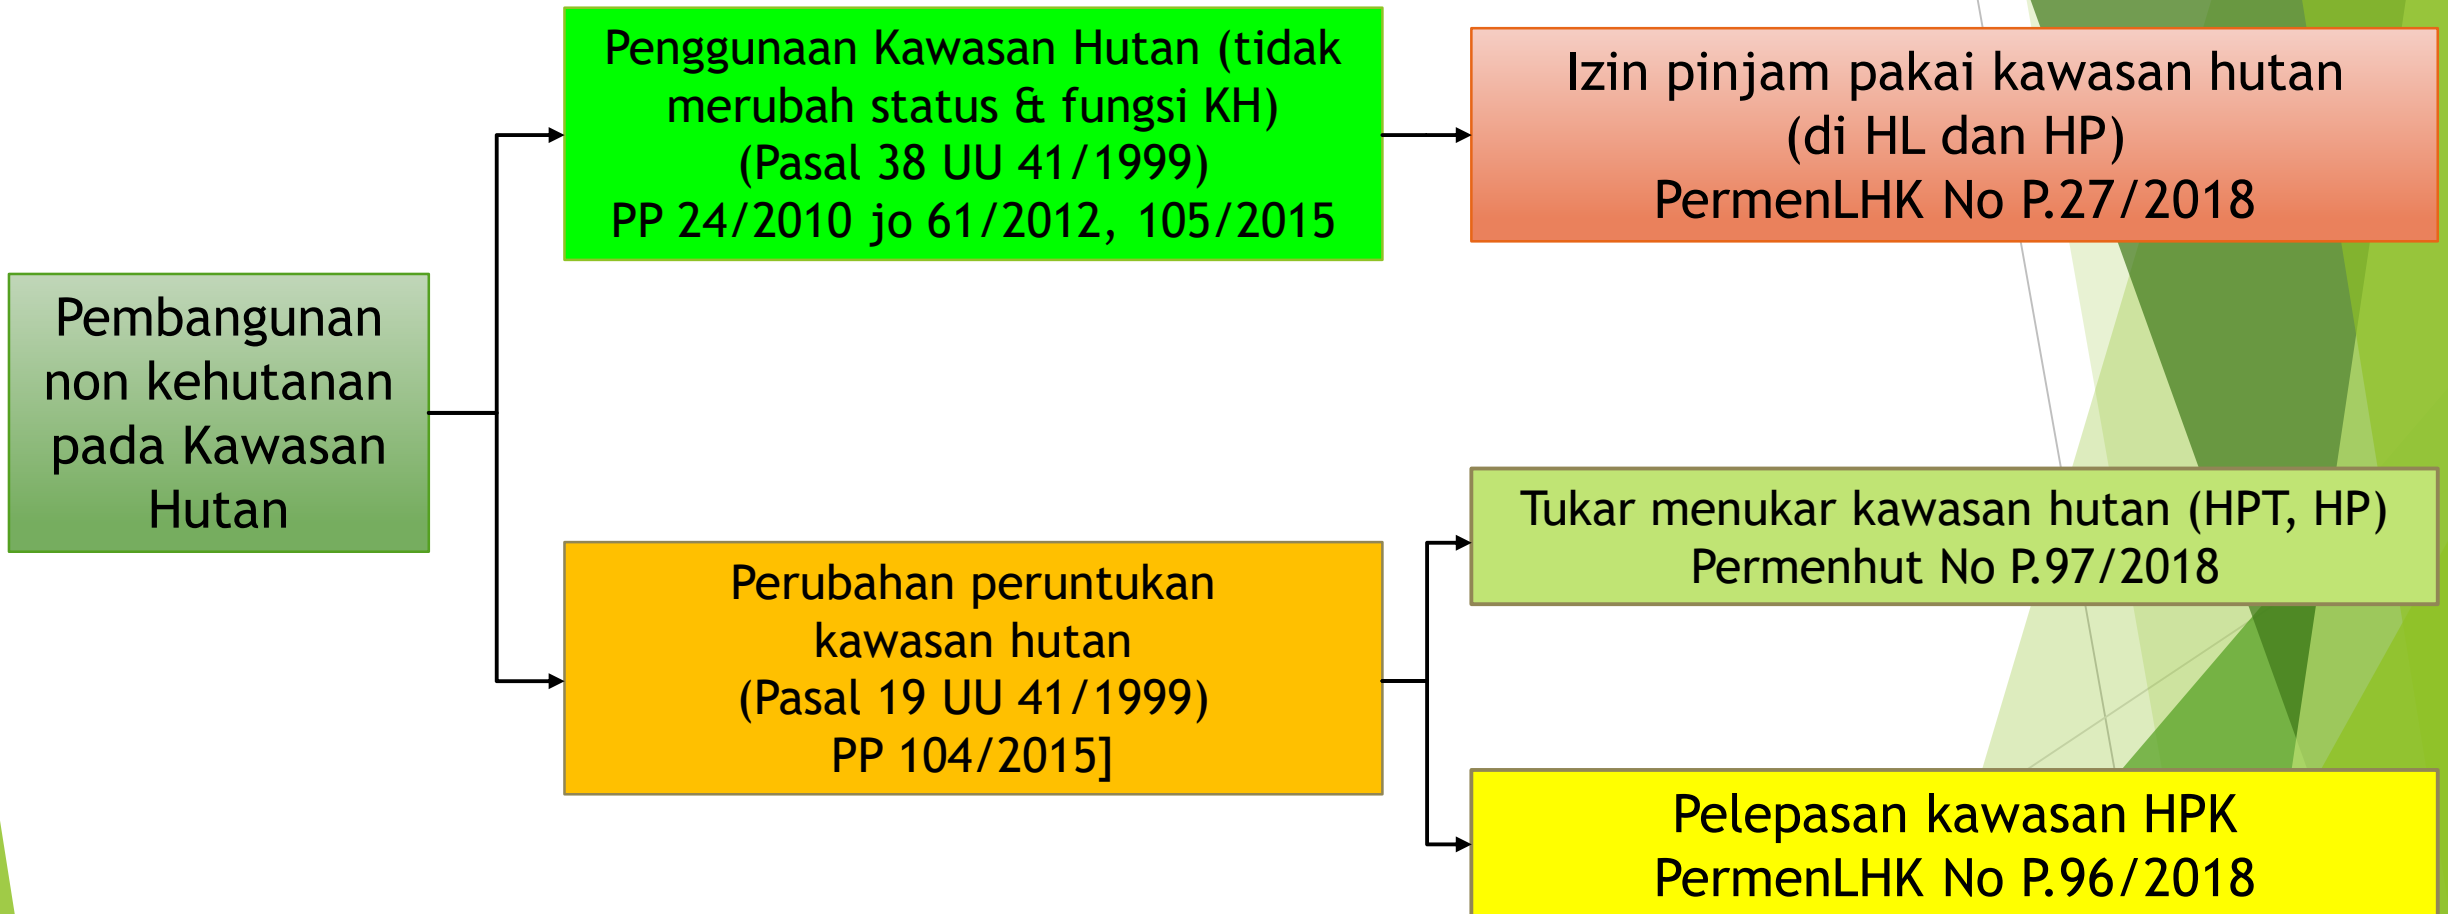 Pembangunan
non kehutanan
pada Kawasan
Hutan
Penggunaan Kawasan Hutan (tidak
merubah status & fungsi KH)
(Pasal 38 UU 41/1999)
PP 24/2010 jo 61/2012, 105/2015
Izin pinjam pakai kawasan hutan
(di HL dan HP)
PermenLHK No P.27/2018
Perubahan peruntukan
kawasan hutan
(Pasal 19 UU 41/1999)
PP 104/2015]
Tukar menukar kawasan hutan (HPT, HP)
Permenhut No P.97/2018
Pelepasan kawasan HPK
PermenLHK No P.96/2018